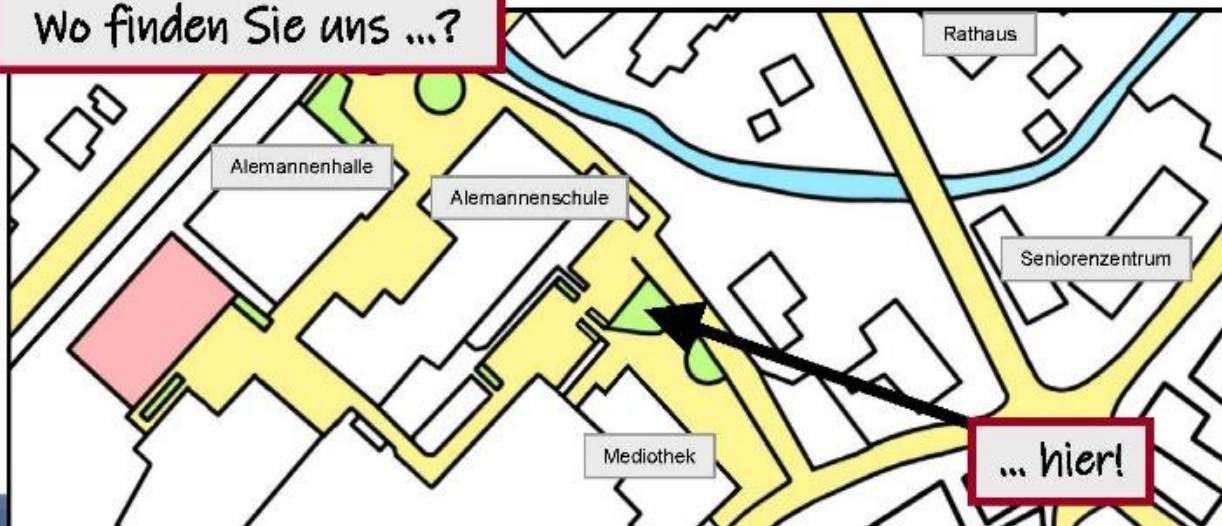 Wo finden Sie uns ...?
Rathaus
Alemannenhalle
Alemannenschule
Seniorenzentrum
Mediothek
... hier!